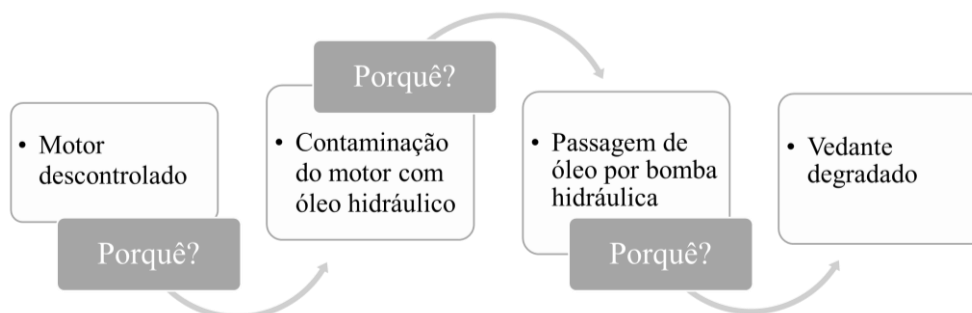 • Motor
descontrolado
Porquê?
Porquê?
• Contaminação
do motor com
óleo hidráulico
• Passagem de
óleo por bomba
hidráulica
Porquê?
• Vedante
degradado